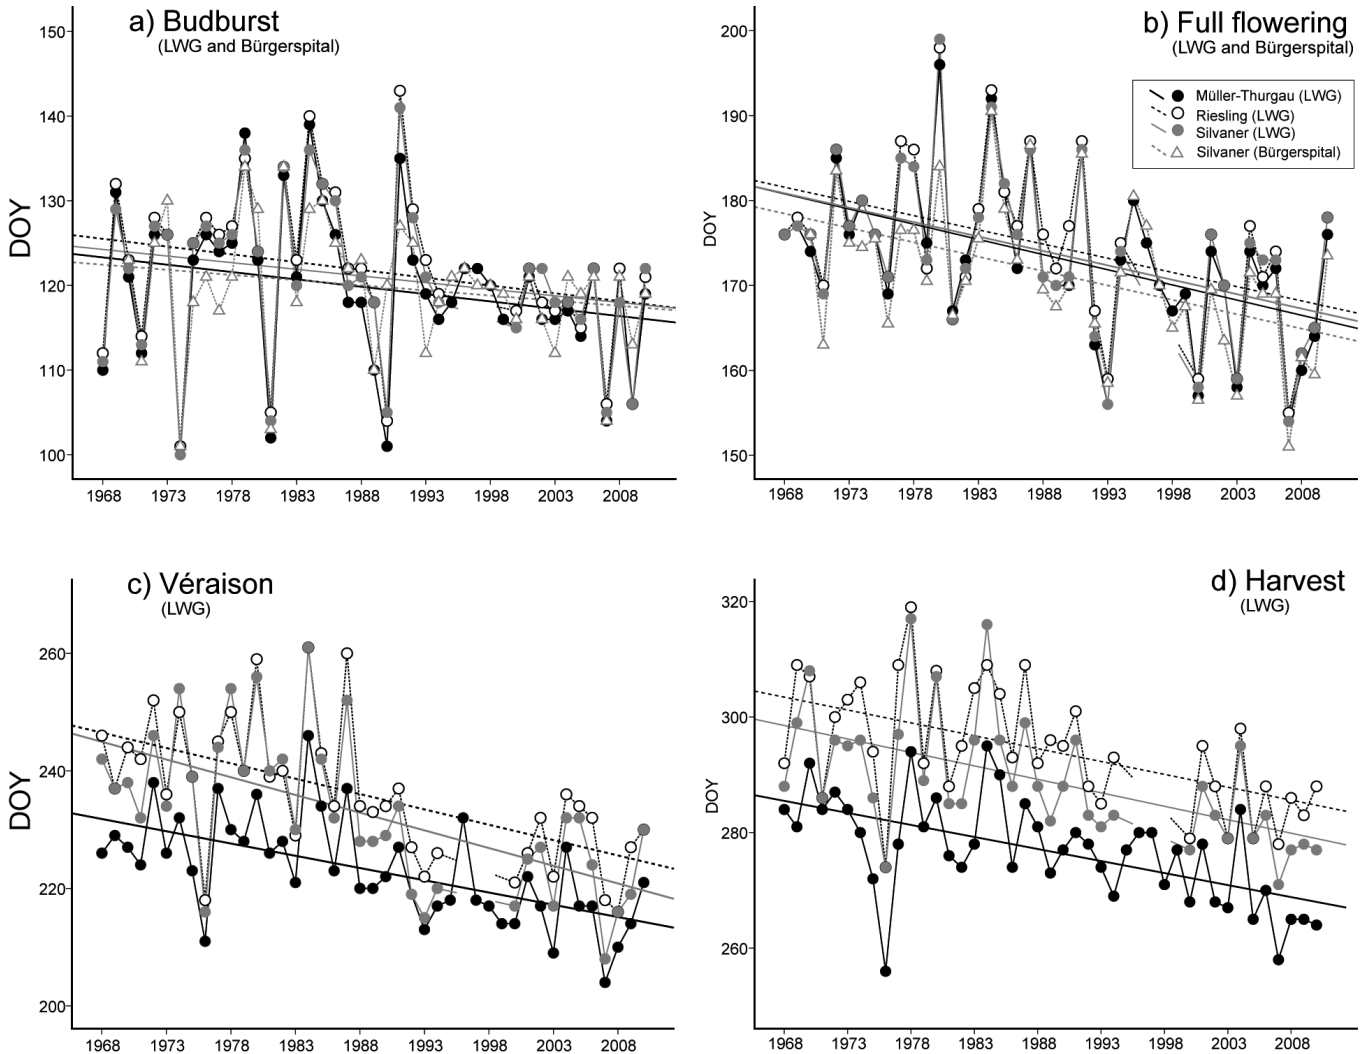 a) Budburst
(LWG and Bürgerspital)
DOY
150
140
130
120
110
100
1968 1973 1978 1983 1988 1993 1998 2003 2008
b) Full flowering
(LWG and Bürgerspital)
Müller-Thurgau (LWG)
Riesling (LWG)
Silvaner (LWG)
Silvaner (Bürgerspital)
DOY
200
190
180
170
160
150
1968 1973 1978 1983 1988 1993 1998 2003 2008
c) Véraison
(LWG)
DOY
260
240
220
200
1968 1973 1978 1983 1988 1993 1998 2003 2008
d) Harvest
(LWG)
DOY
320
300
280
260
1968 1973 1978 1983 1988 1993 1998 2003 2008